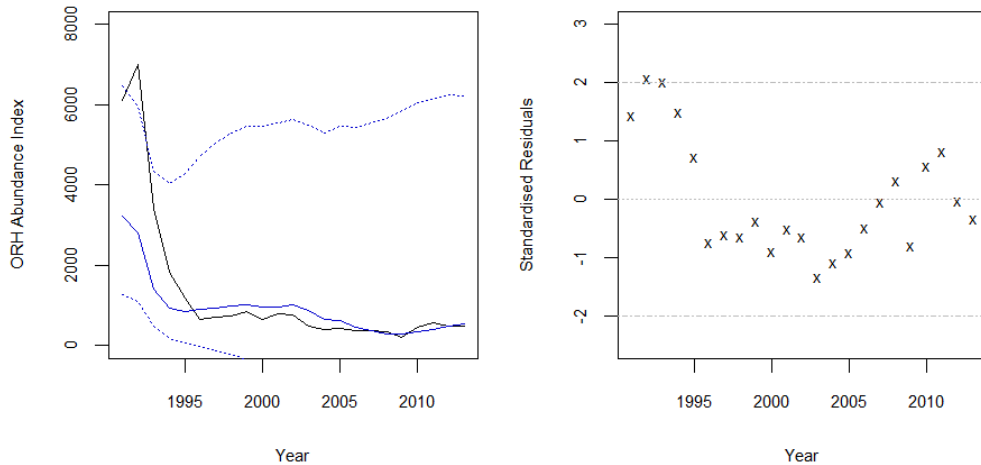 ORH Abundance Index
8000
6000
4000
2000
0
1995 2000 2005 2010
Year
Standardised Residuals
3
2
1
0
-1
-2
1995 2000 2005 2010
Year